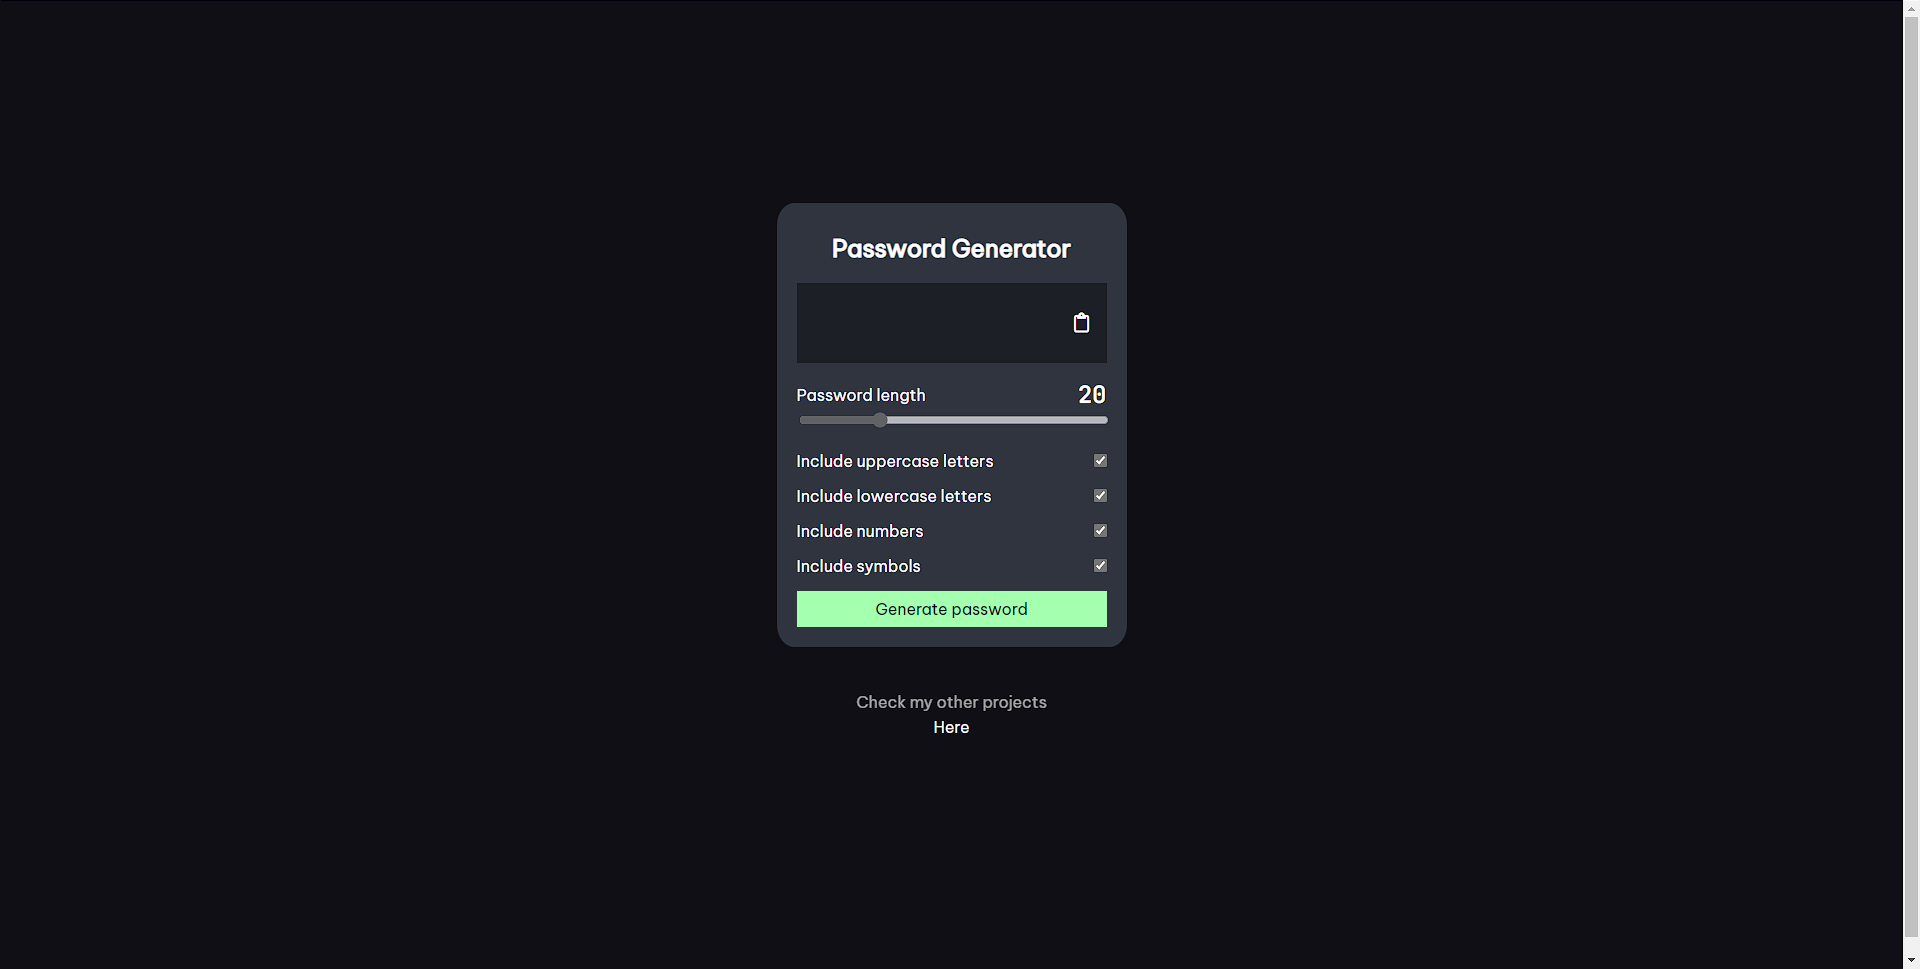 Password Generator
Password length 20
Include uppercase letters
Include lowercase letters
Include numbers
Include symbols
Generate password
Check my other projects
Here